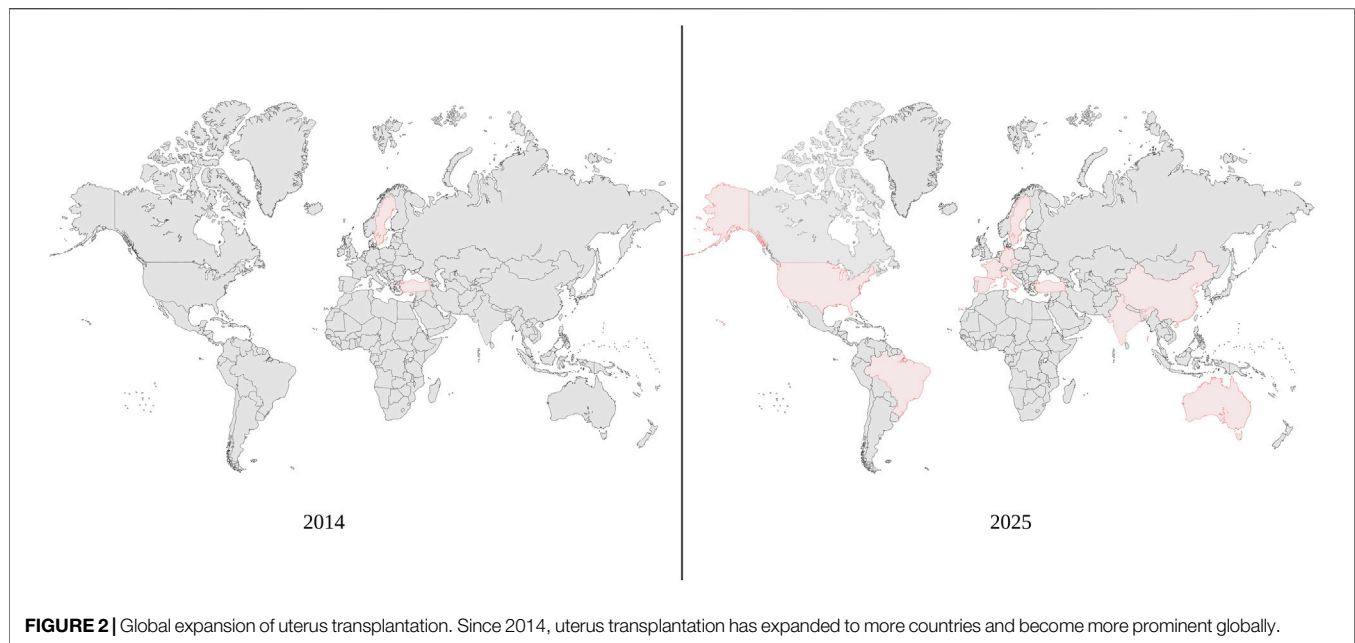 2014
2025
FIGURE 2 | Global expansion of uterus transplantation. Since 2014, uterus transplantation has expanded to more countries and become more prominent globally.